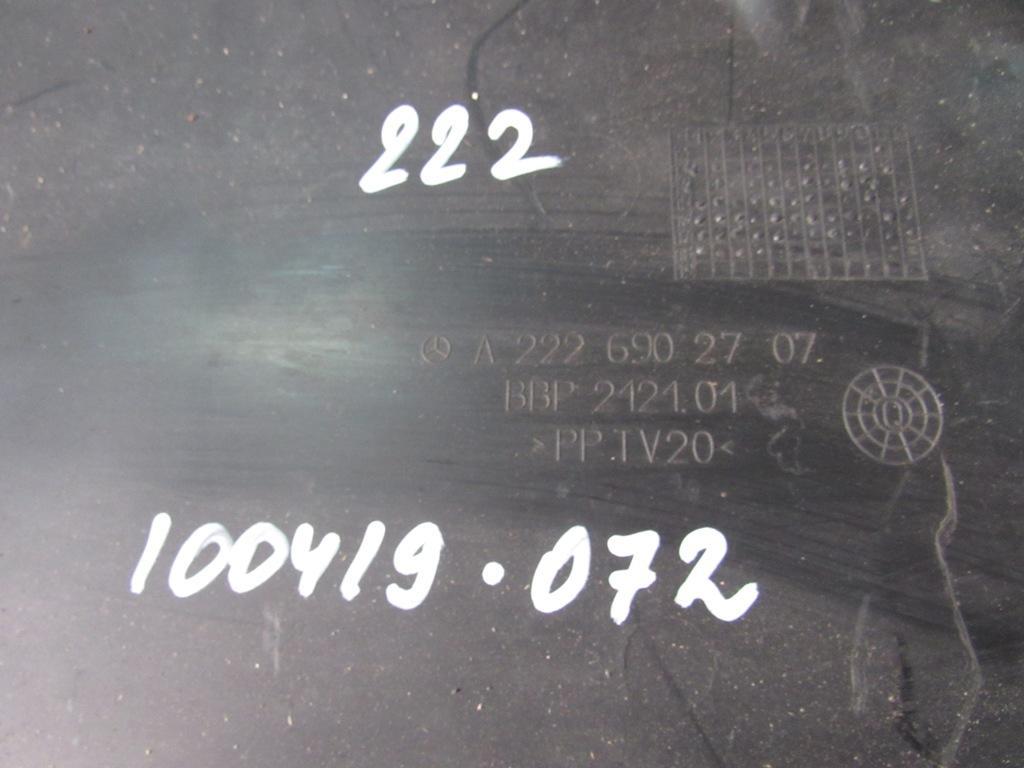 222
A 222 690 27 07
BBP 2121.01
>PP TV20<
100419.072